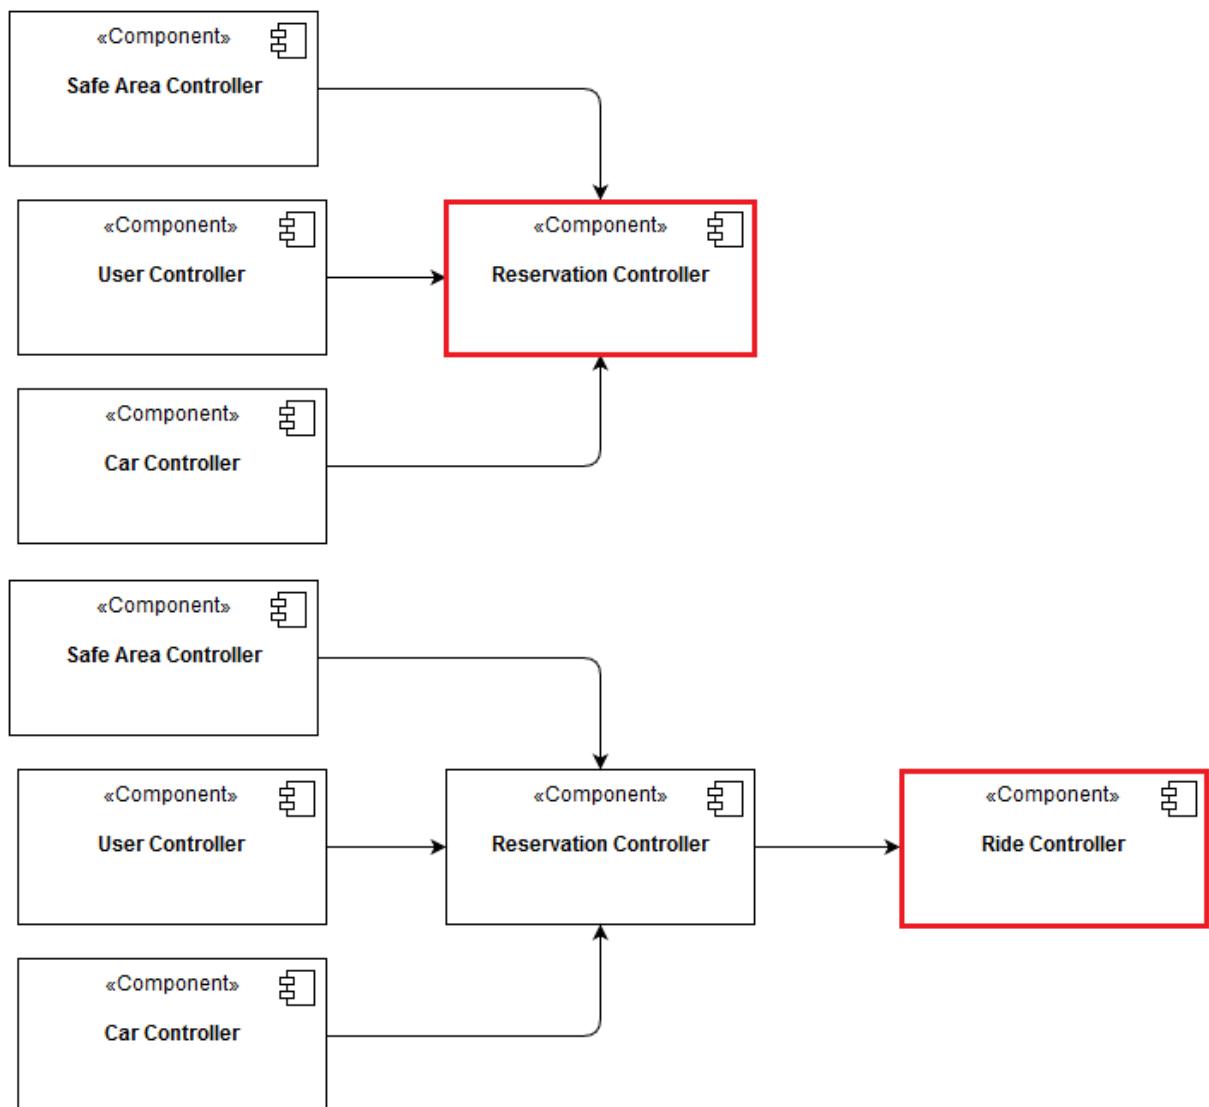 «Component»
Safe Area Controller
«Component»
User Controller
«Component»
Reservation Controller
«Component»
Car Controller
«Component»
Safe Area Controller
«Component»
User Controller
«Component»
Reservation Controller
«Component»
Ride Controller
«Component»
Car Controller